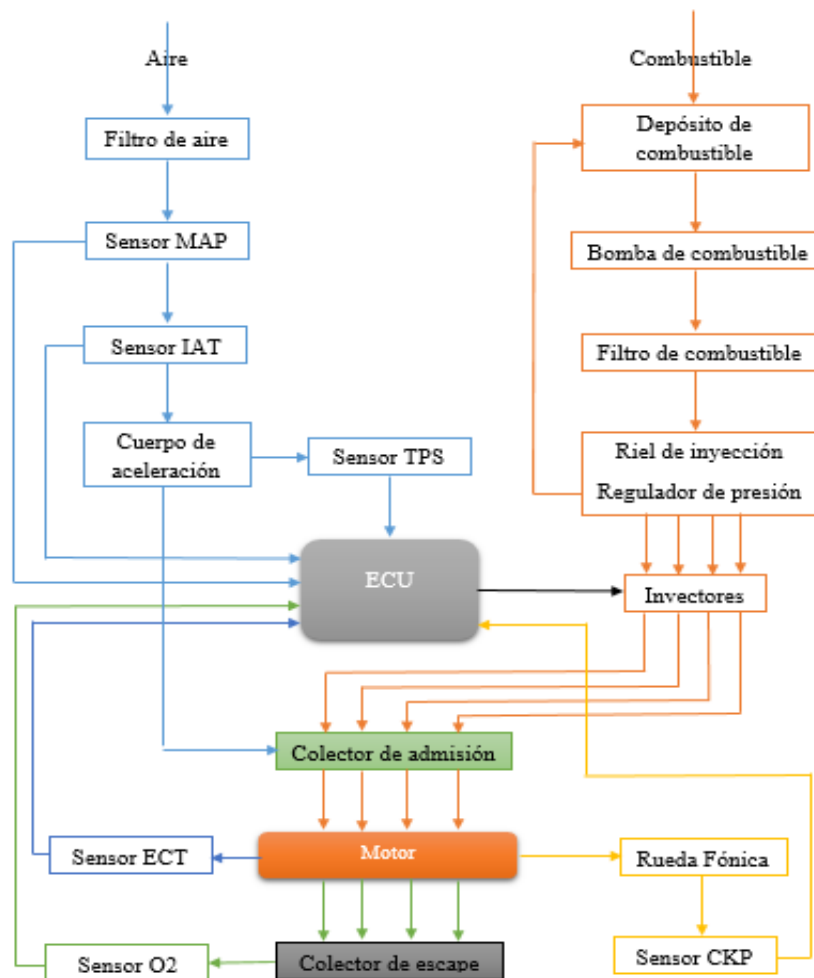 Aire
Combustible
Filtro de aire
Depósito de
combustible
Sensor MAP
Bomba de combustible
Sensor IAT
Filtro de combustible
Cuerpo de
aceleración
Sensor TPS
Riel de inyección
Regulador de presión
ECU
Invectores
Colector de admisión
Motor
Sensor ECT
Rueda Fónica
Sensor O2
Colector de escape
Sensor CKP